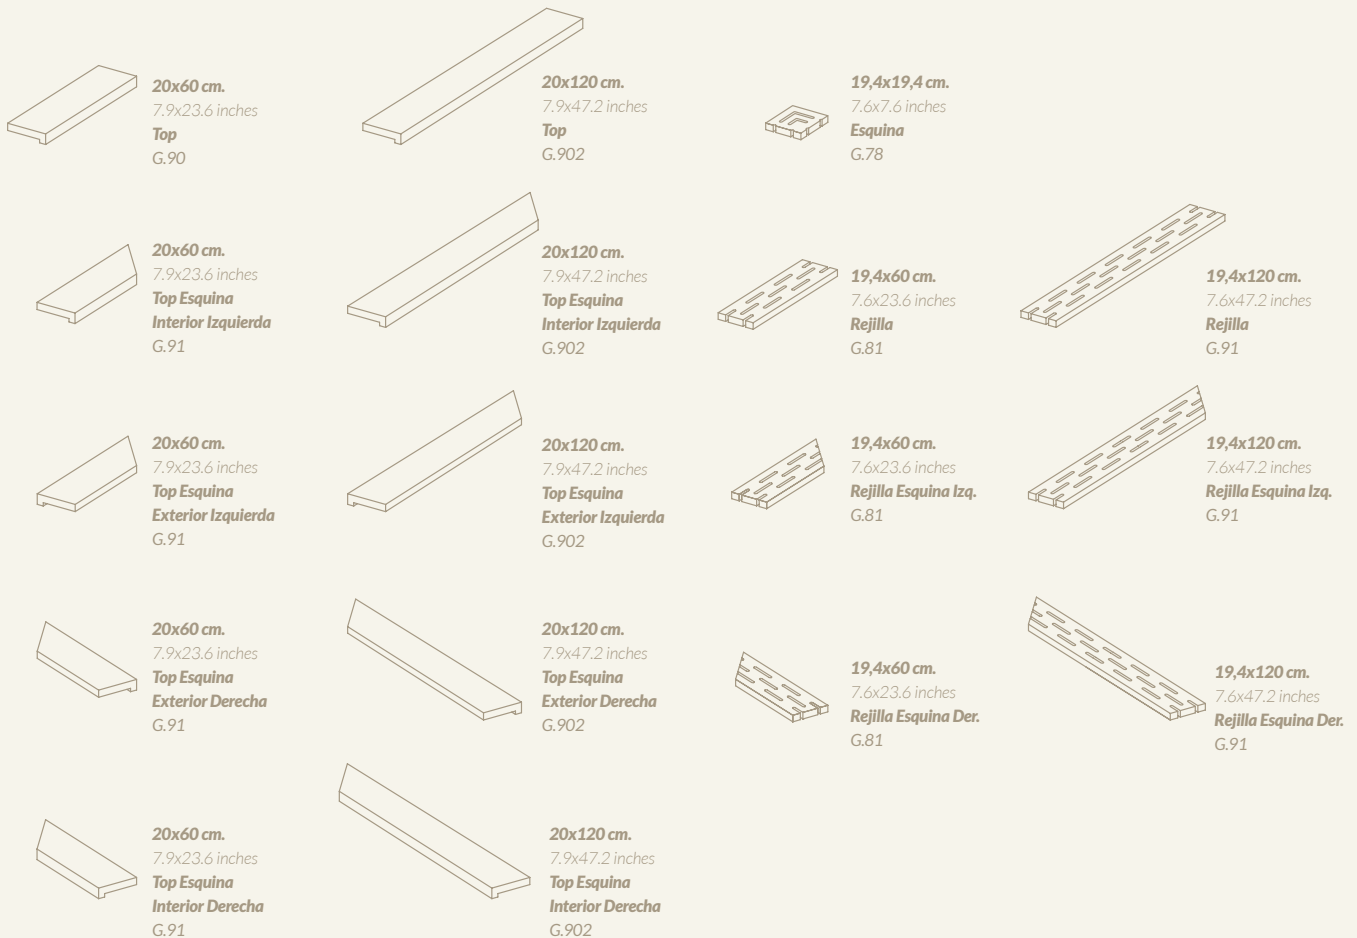 20x60 cm.
7.9x23.6 inches
Top
G.90
20x120 cm.
7.9x47.2 inches
Top
G.902
19,4x19,4 cm.
7.6x7.6 inches
Esquina
G.78
20x60 cm.
7.9x23.6 inches
Top Esquina
Interior Izquierda
G.91
20x120 cm.
7.9x47.2 inches
Top Esquina
Interior Izquierda
G.902
19,4x60 cm.
7.6x23.6 inches
Rejilla
G.81
19,4x120 cm.
7.6x47.2 inches
Rejilla
G.91
20x60 cm.
7.9x23.6 inches
Top Esquina
Exterior Izquierda
G.91
20x120 cm.
7.9x47.2 inches
Top Esquina
Exterior Izquierda
G.902
19,4x60 cm.
7.6x23.6 inches
Rejilla Esquina Izq.
G.81
19,4x120 cm.
7.6x47.2 inches
Rejilla Esquina Izq.
G.91
20x60 cm.
7.9x23.6 inches
Top Esquina
Exterior Derecha
G.91
20x120 cm.
7.9x47.2 inches
Top Esquina
Exterior Derecha
G.902
19,4x60 cm.
7.6x23.6 inches
Rejilla Esquina Der.
G.81
19,4x120 cm.
7.6x47.2 inches
Rejilla Esquina Der.
G.91
20x60 cm.
7.9x23.6 inches
Top Esquina
Interior Derecha
G.91
20x120 cm.
7.9x47.2 inches
Top Esquina
Interior Derecha
G.902